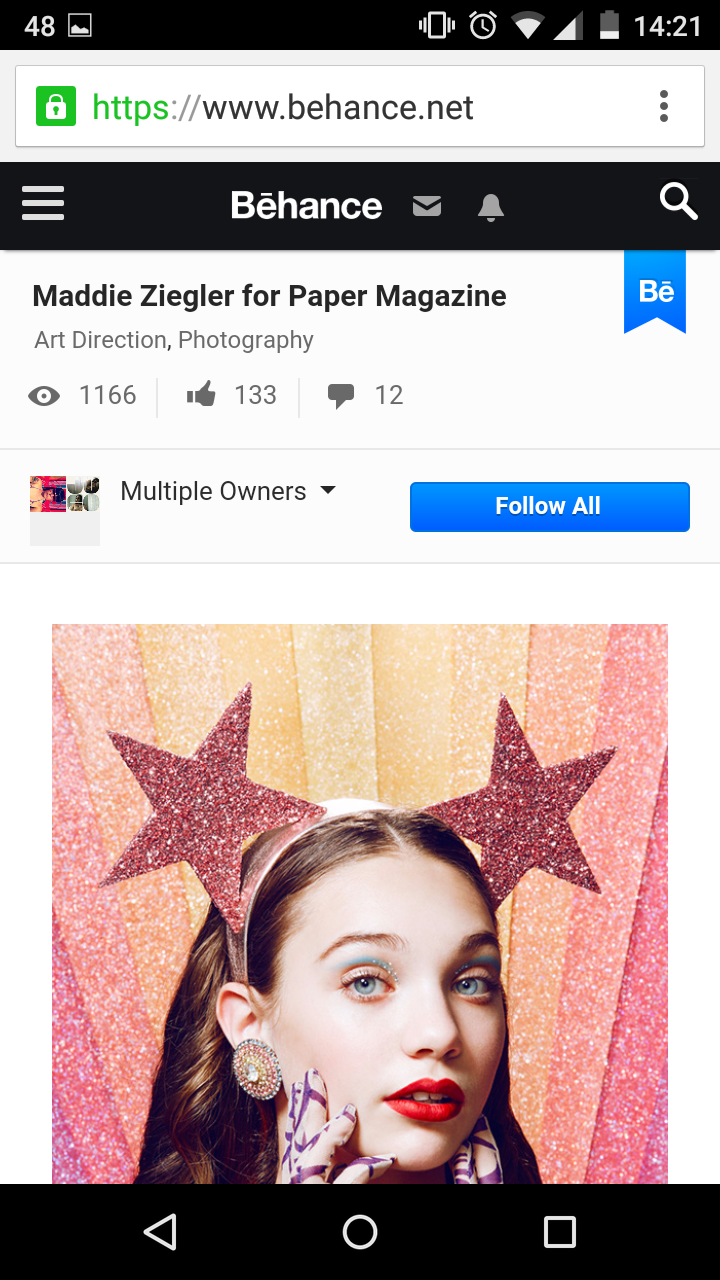 48 14:21
https://www.behance.net
Bēhance
Maddie Ziegler for Paper Magazine
Bē
Art Direction, Photography
1166 133 12
Multiple Owners
Follow All